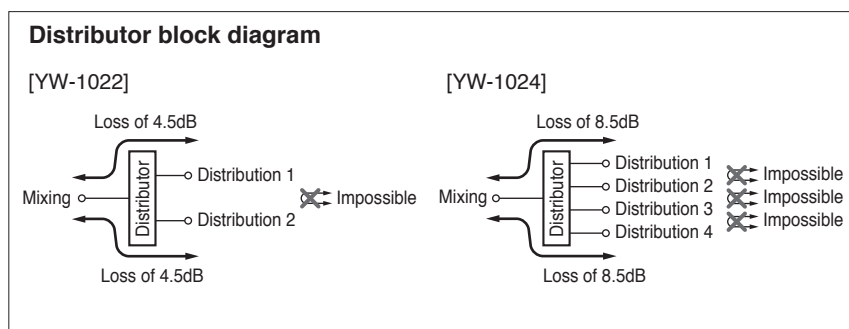 Distributor block diagram
[YW-1022]
Loss of 4.5dB
Distributor
Mixing
Distribution 1
Distribution 2
Impossible
Loss of 4.5dB
[YW-1024]
Loss of 8.5dB
Distributor
Mixing
Distribution 1
Distribution 2
Distribution 3
Distribution 4
Impossible
Impossible
Impossible
Loss of 8.5dB